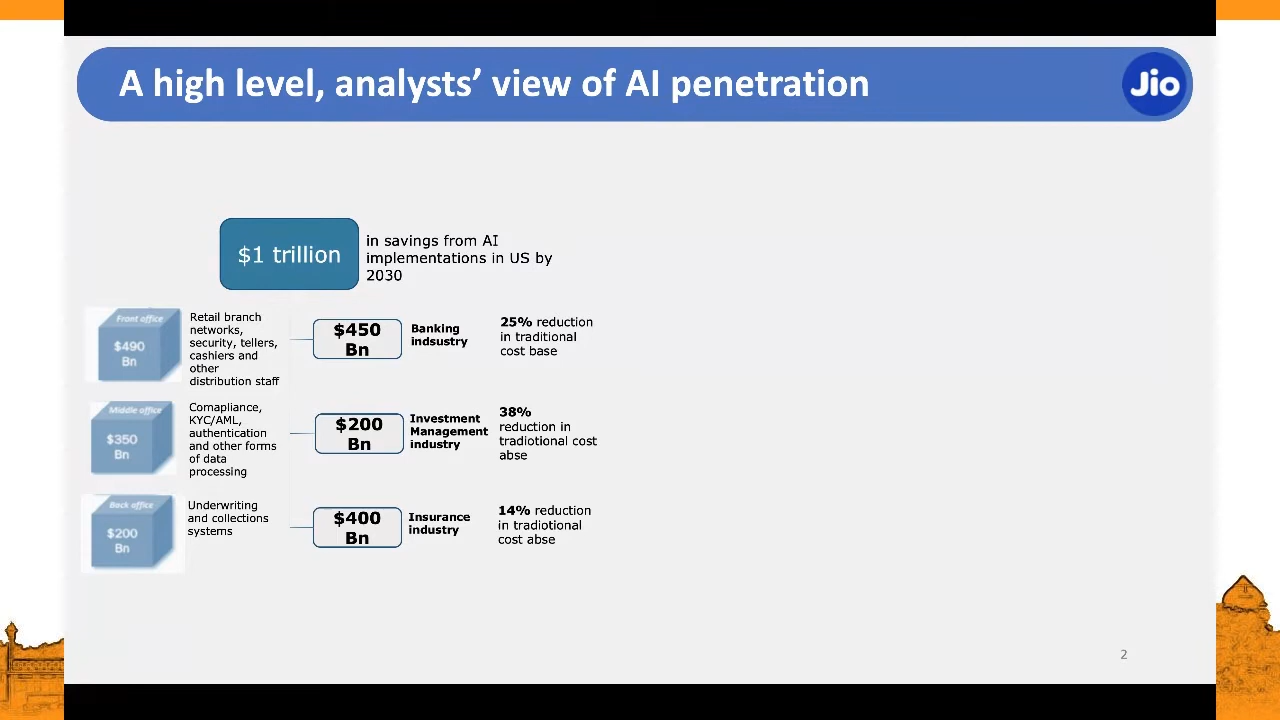 A high level, analysts’ view of AI penetration
Jio
$1 trillion
in savings from AI
implementations in US by
2030
Front office
$490
Bn
Retail branch
networks,
security, tellers,
cashiers and
other
distribution staff
$450
Bn
Banking
indsustry
25% reduction
in traditional
cost base
Middle office
$350
Bn
Comapliance,
KYC/AML,
authentication
and other forms
of data
processing
$200
Bn
Investment
Management
industry
38%
reduction in
tradiotional cost
abse
Back office
$200
Bn
Underwriting
and collections
systems
$400
Bn
Insurance
industry
14% reduction
in tradiotional
cost abse
2